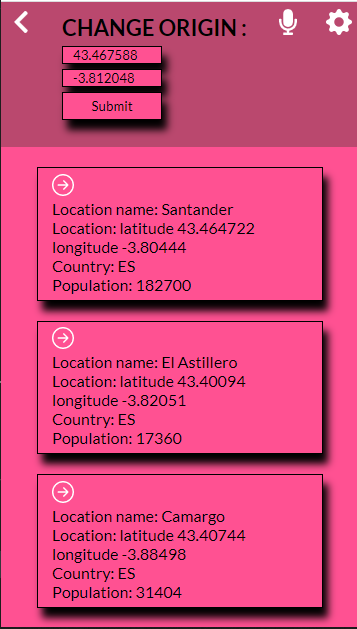 CHANGE ORIGIN :
43.467588
-3.812048
Submit
Location name: Santander
Location: latitude 43.464722
longitude -3.80444
Country: ES
Population: 182700
Location name: El Astillero
Location: latitude 43.40094
longitude -3.82051
Country: ES
Population: 17360
Location name: Camargo
Location: latitude 43.40744
longitude -3.88498
Country: ES
Population: 31404